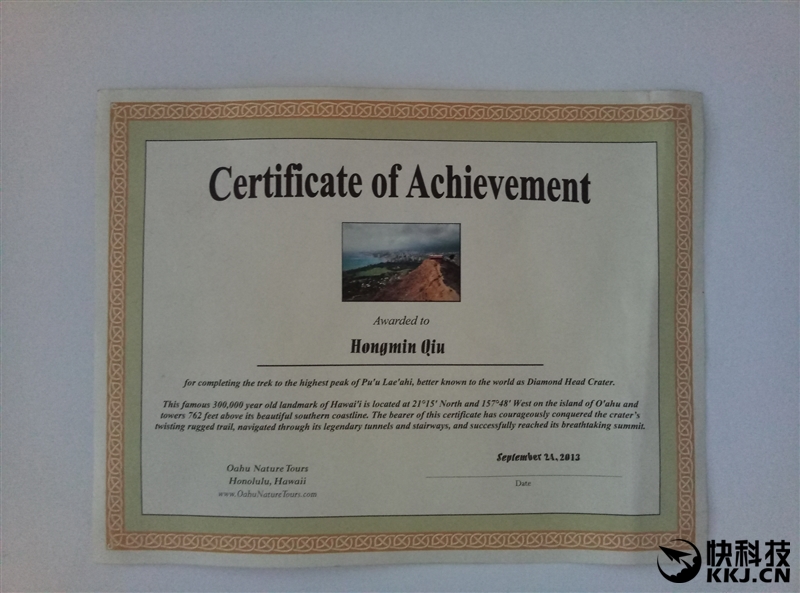 Certificate of Achievement
Awarded to
Hongmin Qiu
for completing the trek to the highest peak of Pu'u Lae'ahi, better known to the world as Diamond Head Crater.
This famous 300,000 year old landmark of Hawai'i is located at 21°15' North and 157°48' West on the island of O'ahu and
towers 762 feet above its beautiful southern coastline. The bearer of this certificate has courageously conquered the crater's
twisting rugged trail, navigated through its legendary tunnels and stairways, and successfully reached its breathtaking summit.
September 21, 2013
Date
Oahu Nature Tours
Honolulu, Hawaii
www.OahuNatureTours.com
快科技
KKJ.CN